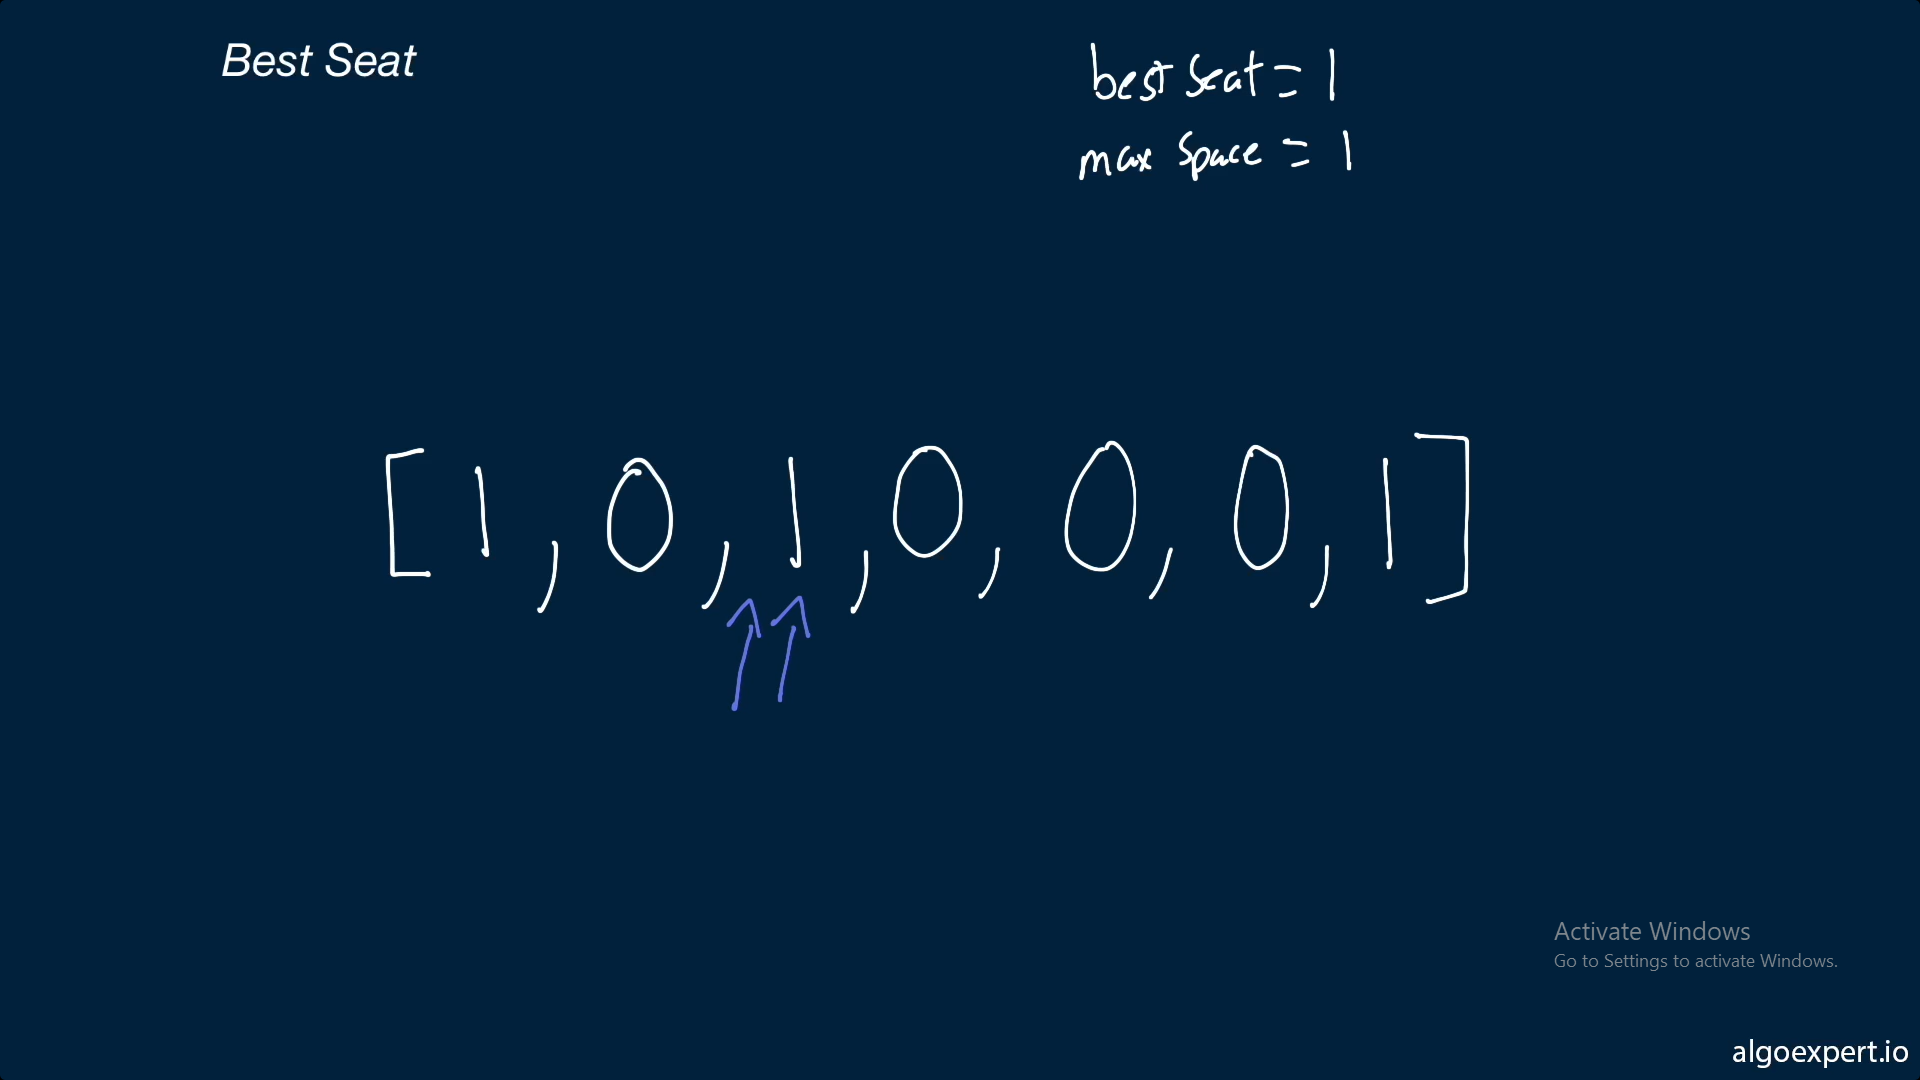 Best Seat
best Seat = 1
max Space = 1
[1, 0, 1, 0, 0, 0, 1]
Activate Windows
Go to Settings to activate Windows.
algoexpert.io